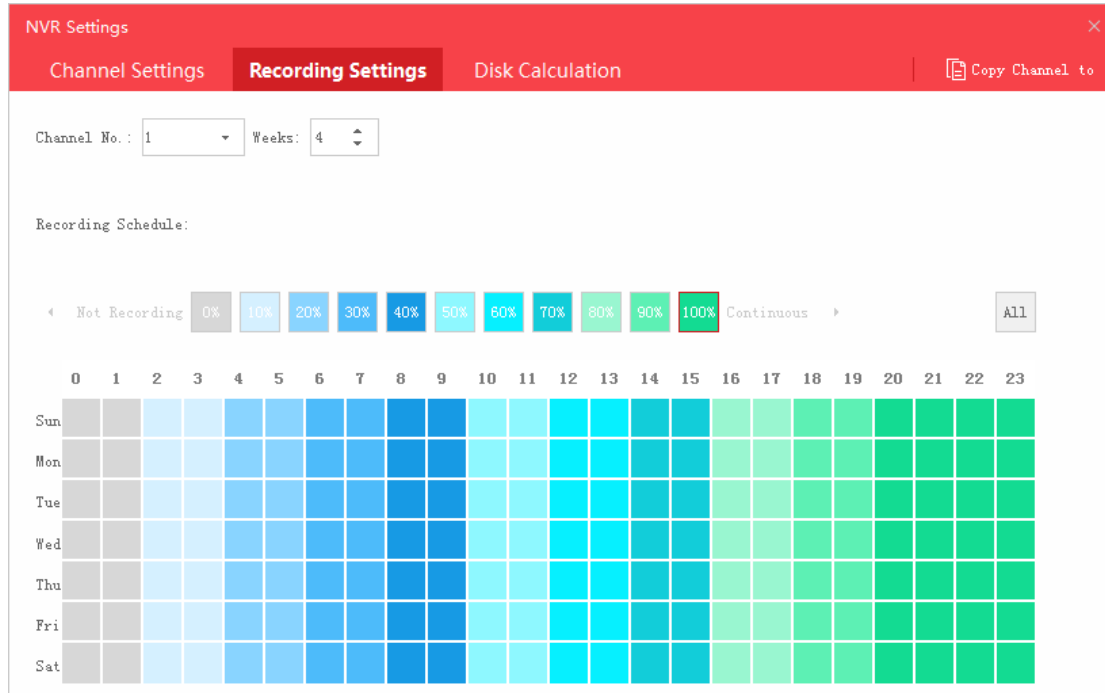 NVR Settings
Channel Settings Recording Settings Disk Calculation Copy Channel to
Channel No.: 1 Weeks: 4
Recording Schedule:
Not Recording 0% 10% 20% 30% 40% 50% 60% 70% 80% 90% 100% Continuous All
0 1 2 3 4 5 6 7 8 9 10 11 12 13 14 15 16 17 18 19 20 21 22 23
Sun
Mon
Tue
Wed
Thu
Fri
Sat